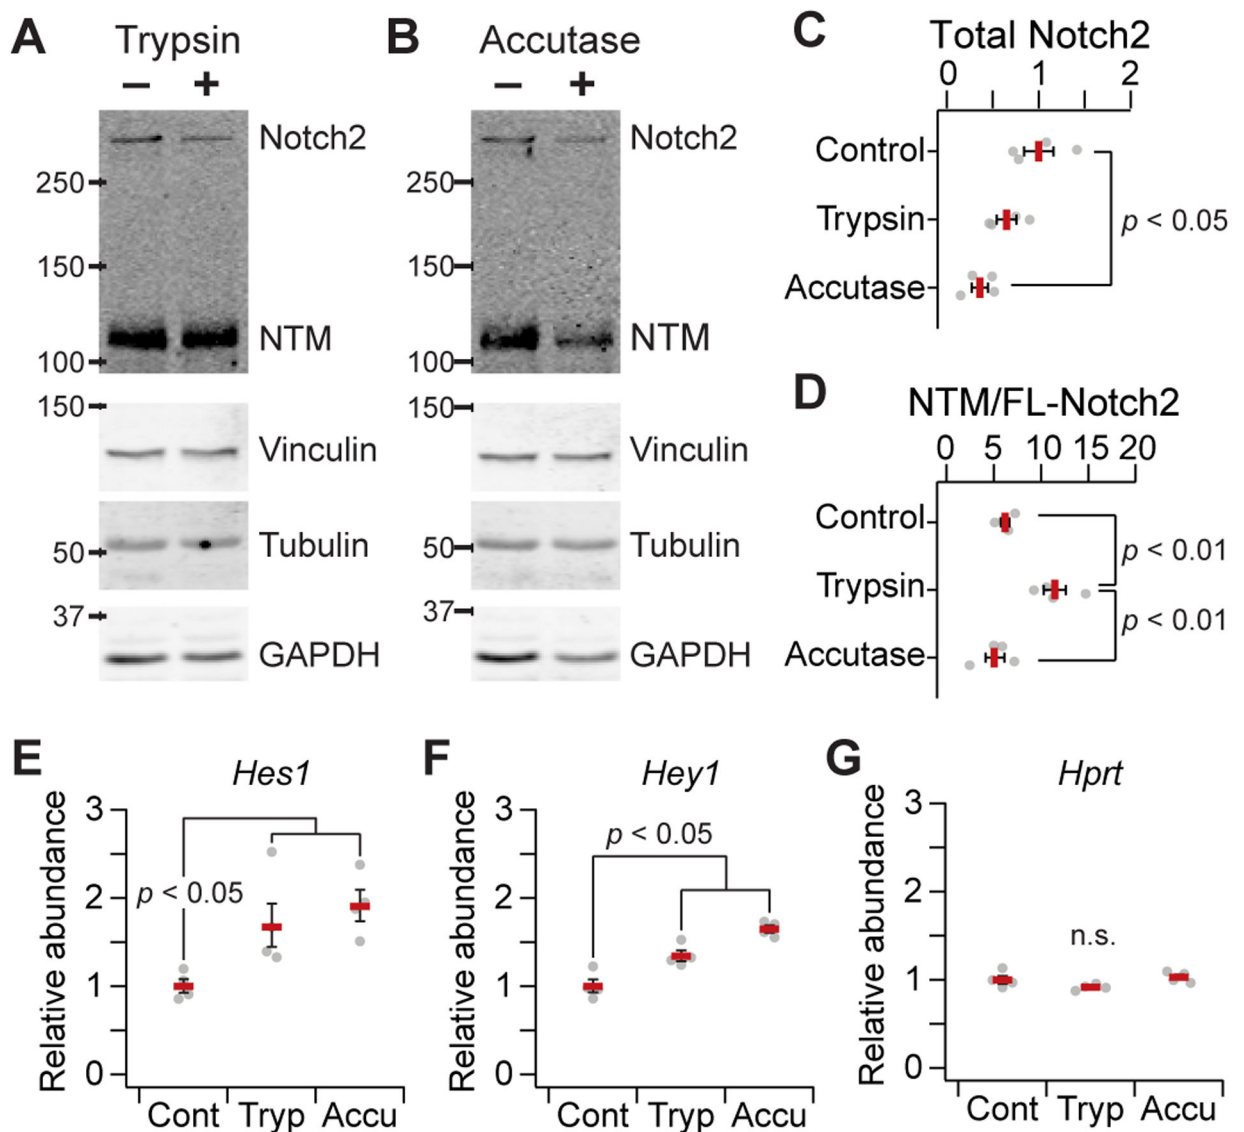 A
Trypsin
− +
Notch2
250
150
NTM
100
150
Vinculin
Tubulin
50
37
GAPDH
B
Accutase
− +
Notch2
250
150
NTM
100
150
Vinculin
Tubulin
50
37
GAPDH
C
Total Notch2
0 1 2
Control
Trypsin
Accutase
p < 0.05
D
NTM/FL-Notch2
0 5 10 15 20
Control
Trypsin
Accutase
p < 0.01
p < 0.01
E
Hes1
Relative abundance
3
2
1
0
p < 0.05
Cont Tryp Accu
F
Hey1
Relative abundance
3
2
1
0
p < 0.05
Cont Tryp Accu
G
Hprt
Relative abundance
3
2
1
0
n.s.
Cont Tryp Accu